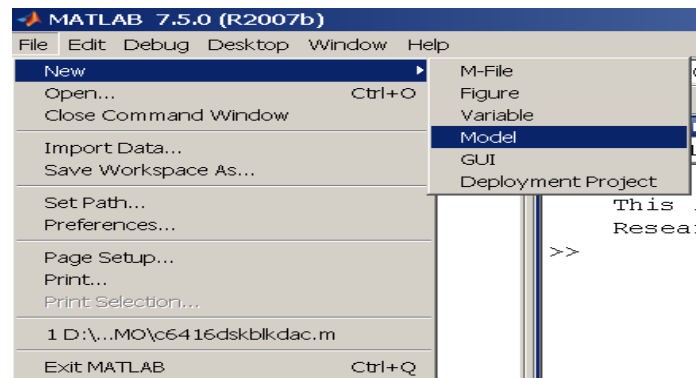 MATLAB 7.5.0 (R2007b)
File Edit Debug Desktop Window Help
New
Open... Ctrl+O
Close Command Window
Import Data...
Save Workspace As...
Set Path...
Preferences...
Page Setup...
Print...
Print Selection...
1 D:\...MO\c6416dskblkdac.m
Exit MATLAB Ctrl+Q
M-File
Figure
Variable
Model
GUI
Deployment Project
This
Resea
>>